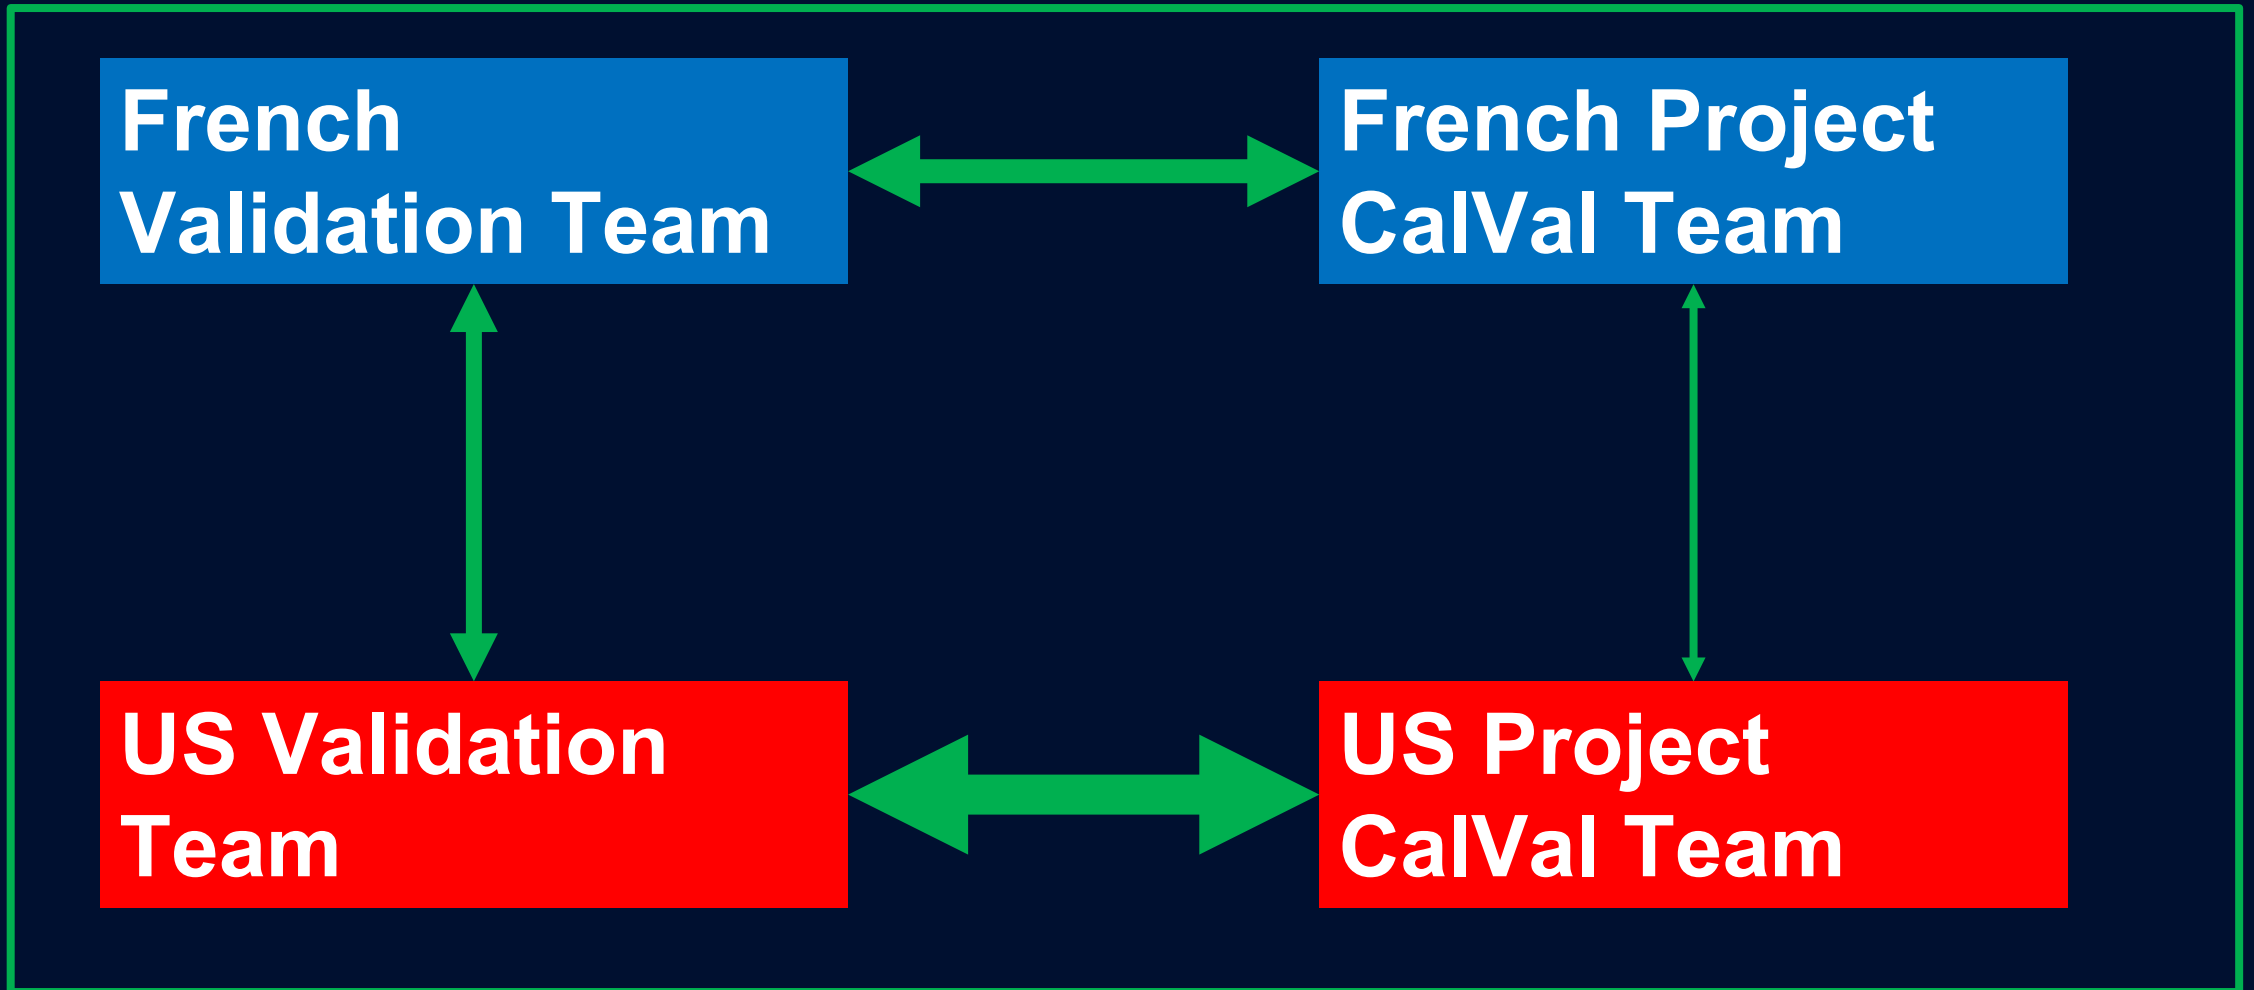 French
Validation Team
French Project
CalVal Team
US Validation
Team
US Project
CalVal Team